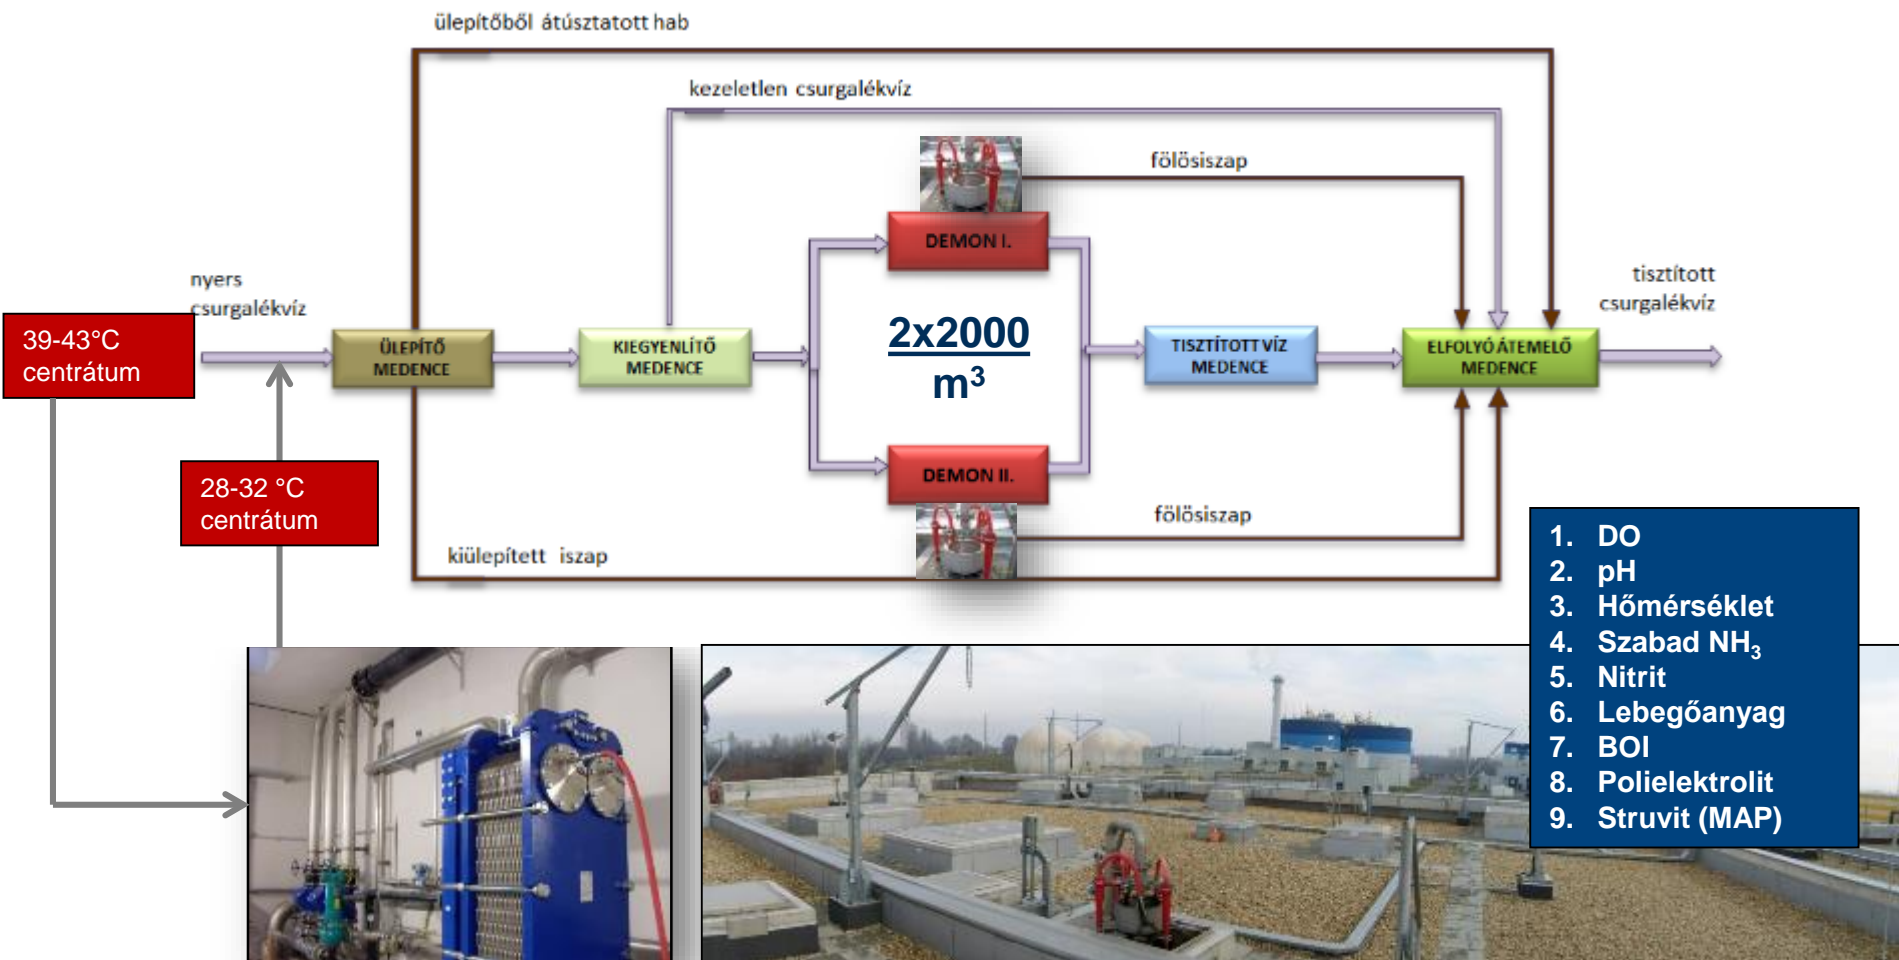 ülepítőből átúsztatott hab
kezeletlen csurgalékvíz
fölösiszap
DEMON I.
nyers
csurgalékvíz
tisztított
csurgalékvíz
39-43°C
centrátum
ÜLEPÍTŐ
MEDENCE
KIEGYENLÍTŐ
MEDENCE
2x2000
m³
TISZTÍTOTT VÍZ
MEDENCE
ELFOLYÓ ÁTEMELŐ
MEDENCE
28-32 °C
centrátum
DEMON II.
fölösiszap
kiülepített iszap
1. DO
2. pH
3. Hőmérséklet
4. Szabad NH₃
5. Nitrit
6. Lebegőanyag
7. BOI
8. Polielektrolit
9. Struvit (MAP)